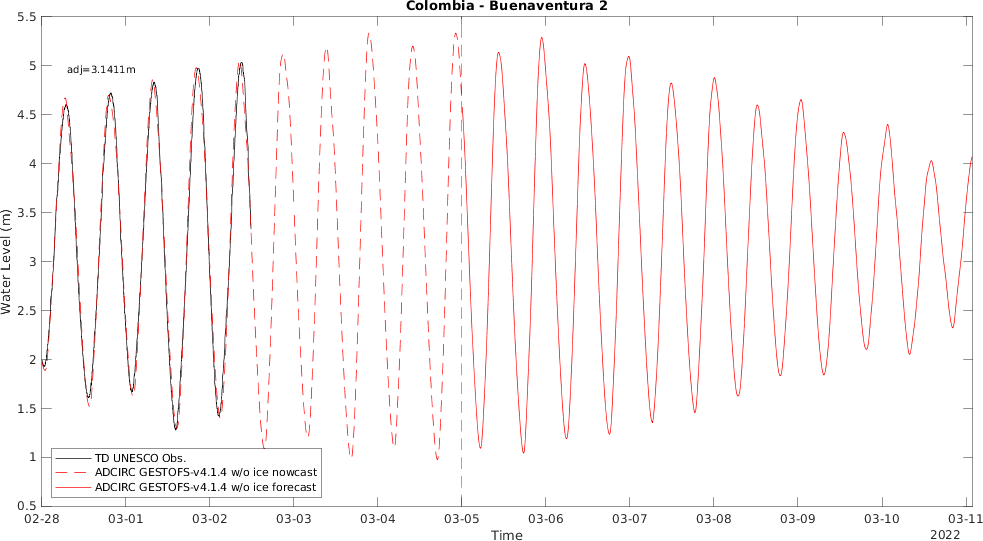 Colombia - Buenaventura 2
5.5
5
4.5
4
3.5
3
2.5
2
1.5
1
0.5
Water Level (m)
adj=3.1411m
TD UNESCO Obs.
ADCIRC GESTOFS-v4.1.4 w/o ice nowcast
ADCIRC GESTOFS-v4.1.4 w/o ice forecast
02-28 03-01 03-02 03-03 03-04 03-05 03-06 03-07 03-08 03-09 03-10 03-11
2022
Time